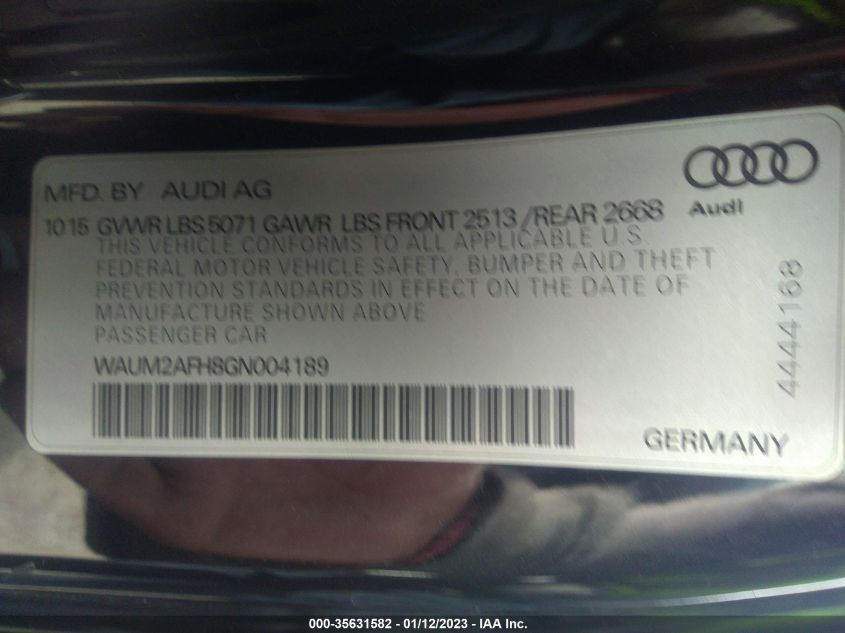 MFD. BY AUDI AG
Audi
10 15 GVWR LBS 5071 GAWR LBS FRONT 2513 /REAR 2668
THIS VEHICLE CONFORMS TO ALL APPLICABLE U.S.
FEDERAL MOTOR VEHICLE SAFETY, BUMPER AND THEFT
PREVENTION STANDARDS IN EFFECT ON THE DATE OF
MANUFACTURE SHOWN ABOVE
PASSENGER CAR
WAUM2AFH8GN004189
4444168
GERMANY
000-35631582 - 01/12/2023 - IAA Inc.